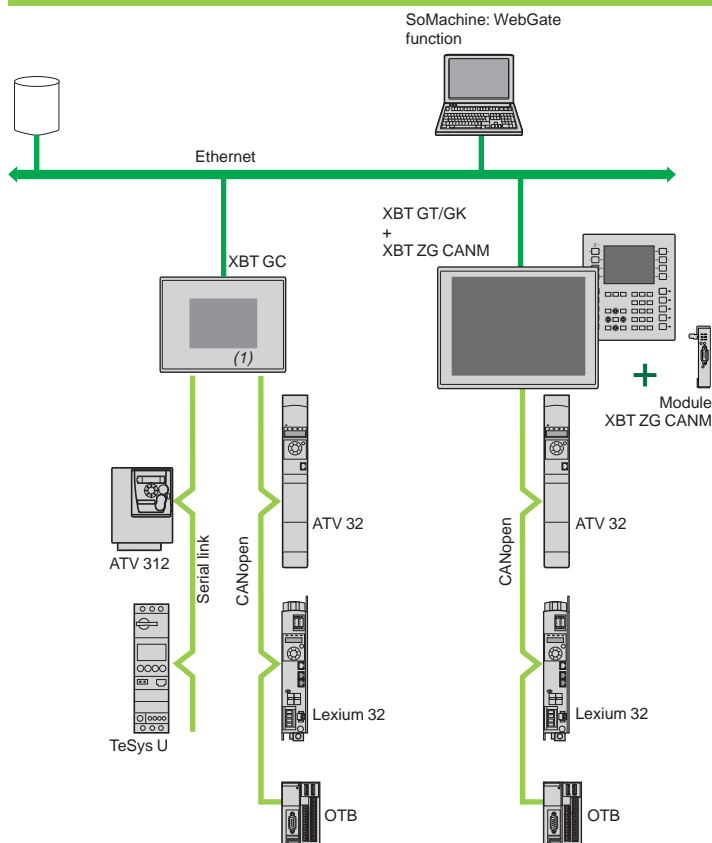 SoMachine: WebGate
function
Ethernet
XBT GT/GK
+
XBT ZG CANM
XBT GC
(1)
+
Module
XBT ZG CANM
ATV 32
ATV 32
ATV 312
Serial link
CANopen
CANopen
Lexium 32
Lexium 32
TeSys U
OTB
OTB